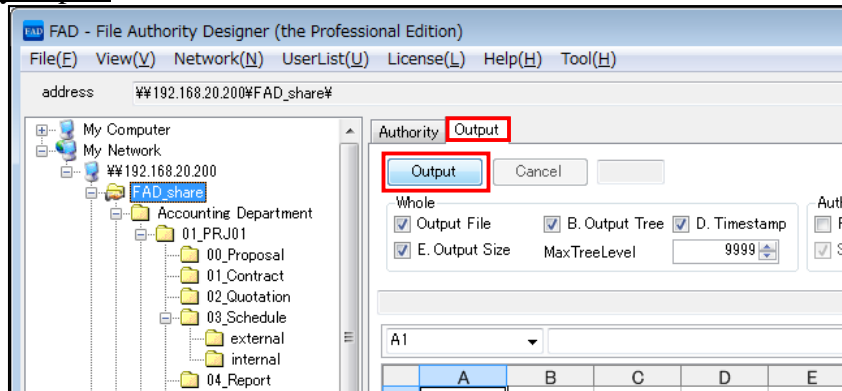 FAD FAD - File Authority Designer (the Professional Edition)
File(F) View(V) Network(N) UserList(U) License(L) Help(H) Tool(H)
address ¥¥192.168.20.200¥FAD_share¥
My Computer
My Network
¥¥192.168.20.200
FAD_share
Accounting Department
01_PRJ01
00_Proposal
01_Contract
02_Quotation
03_Schedule
external
internal
04_Report
Authority Output
Output Cancel
Whole
Output File B. Output Tree D. Timestamp
E. Output Size MaxTreeLevel 9999
A1
A B C D E